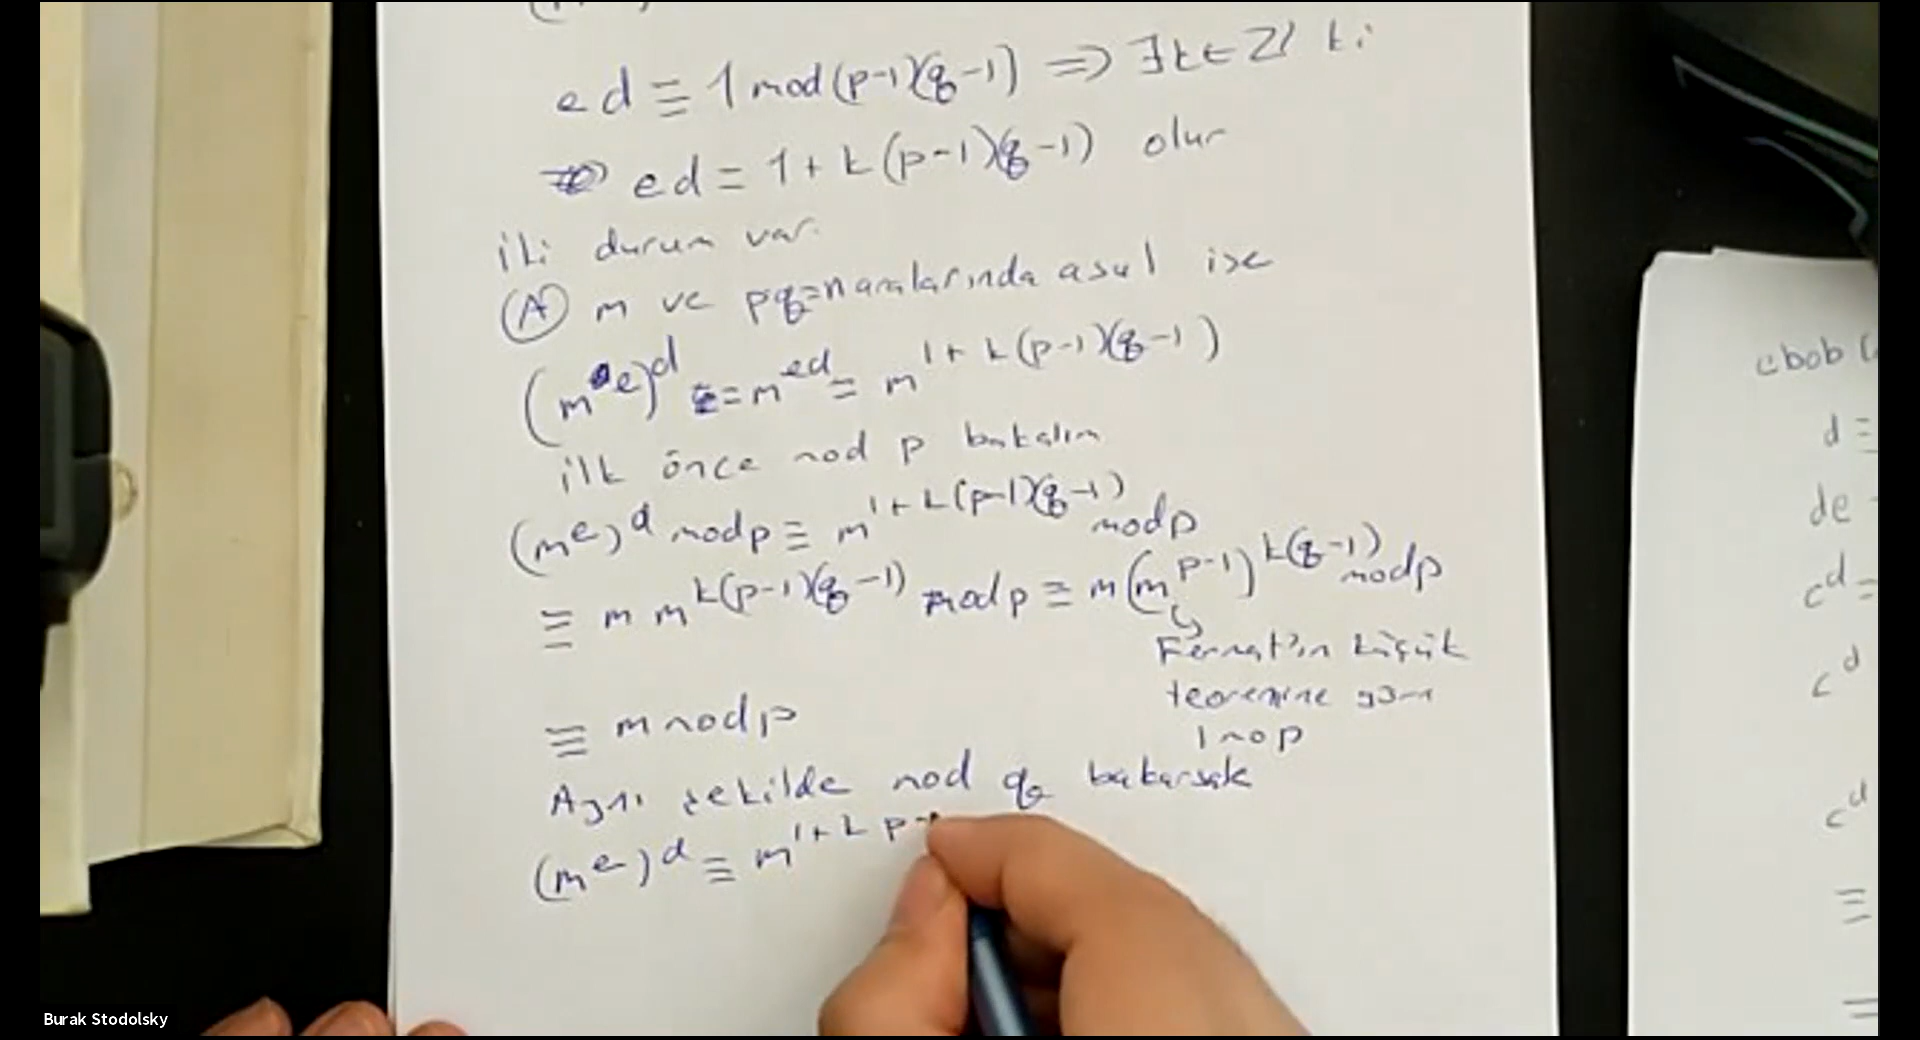 ed ≡ 1 mod (p-1)(q-1) => ∃k∈Z ki
ed = 1 + k(p-1)(q-1) olur
iki durum var.
(A) m ve pq=n aralarında asal ise
(m^e)^d = m^ed = m^1+k(p-1)(q-1)
ilk önce mod p bakalım
(m^e)^d mod p ≡ m^1+k(p-1)(q-1) mod p
≡ m m^k(p-1)(q-1) mod p ≡ m(m^p-1)^k(q-1) mod p
Fermat'ın küçük
teoremine göre
1 mo p
≡ m mod p
Aynı şekilde mod q bakarsak
(m^e)^d ≡ m^1+k p-
ebob (
d ≡
de
c^d =
c^d
c^d
≡
=
Burak Stodolsky